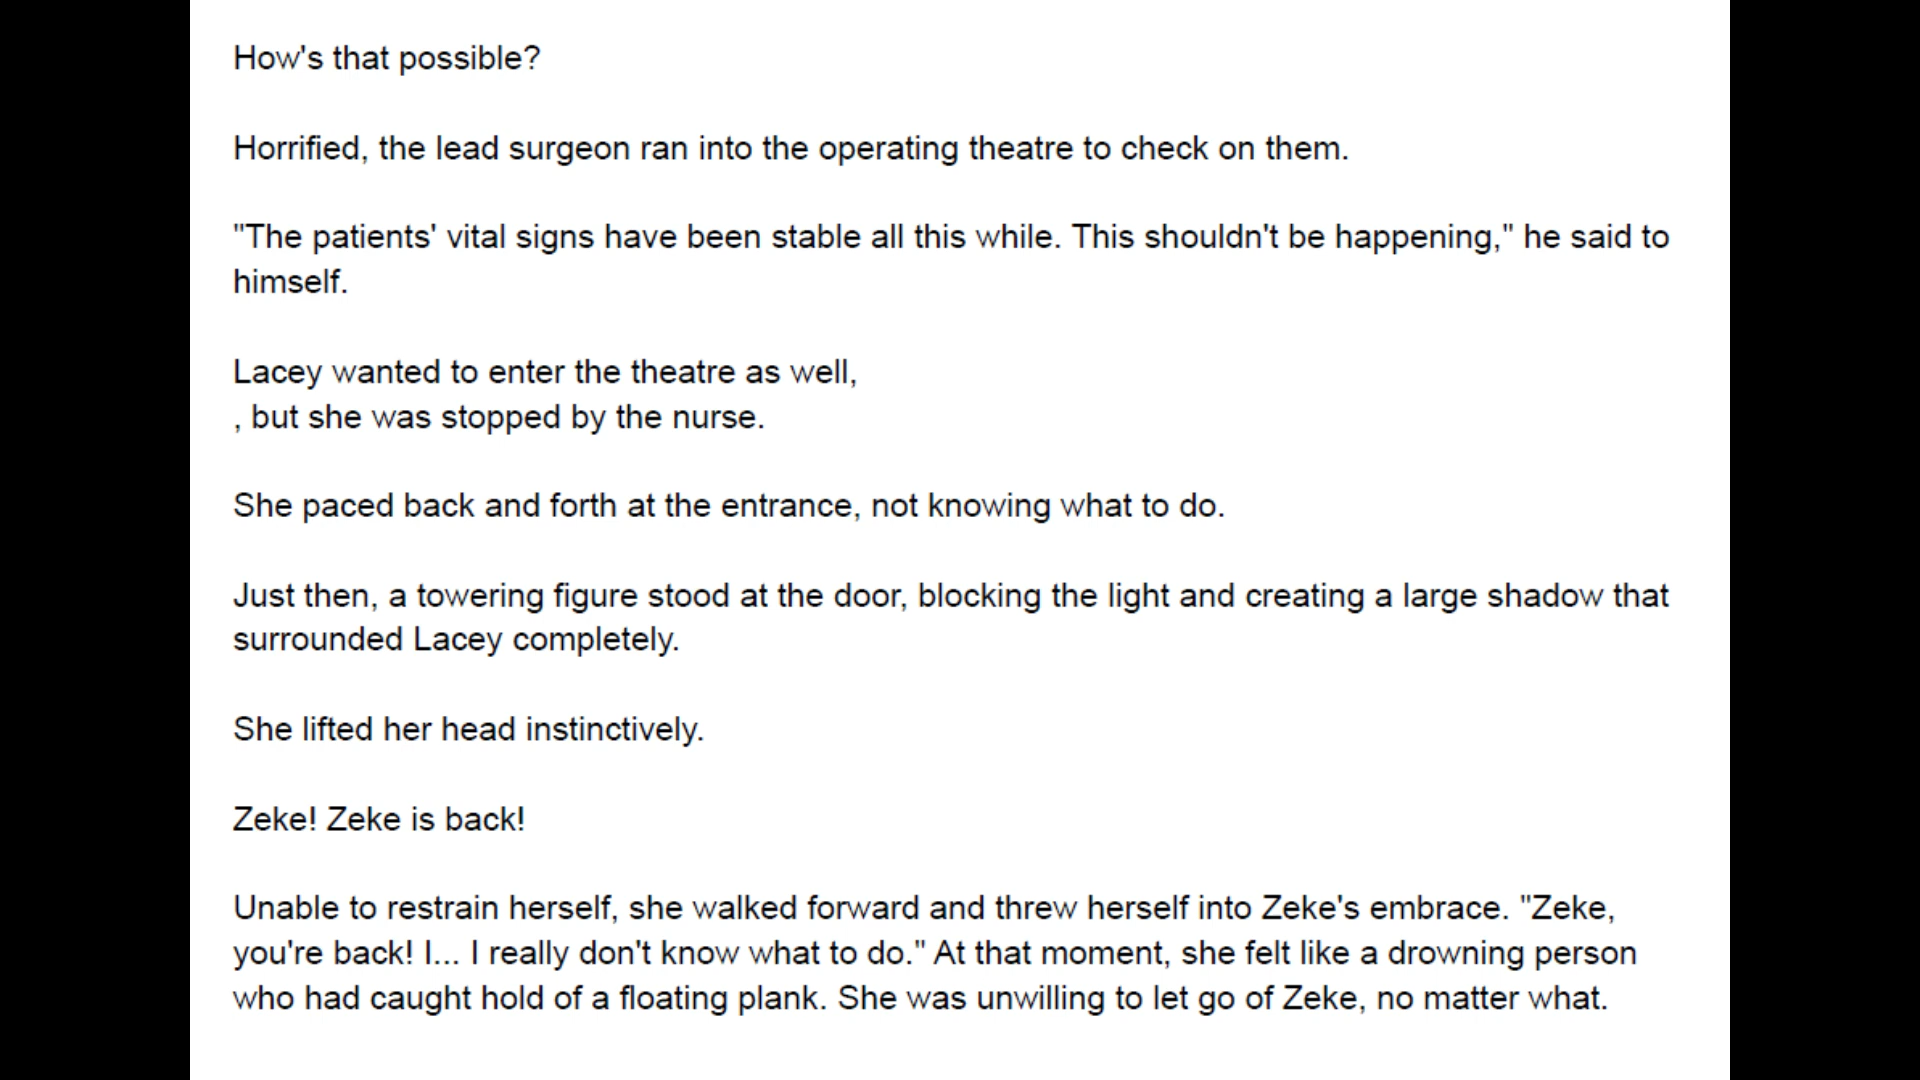 How's that possible?
Horrified, the lead surgeon ran into the operating theatre to check on them.
"The patients' vital signs have been stable all this while. This shouldn't be happening," he said to
himself.
Lacey wanted to enter the theatre as well,
, but she was stopped by the nurse.
She paced back and forth at the entrance, not knowing what to do.
Just then, a towering figure stood at the door, blocking the light and creating a large shadow that
surrounded Lacey completely.
She lifted her head instinctively.
Zeke! Zeke is back!
Unable to restrain herself, she walked forward and threw herself into Zeke's embrace. "Zeke,
you're back! I... I really don't know what to do." At that moment, she felt like a drowning person
who had caught hold of a floating plank. She was unwilling to let go of Zeke, no matter what.